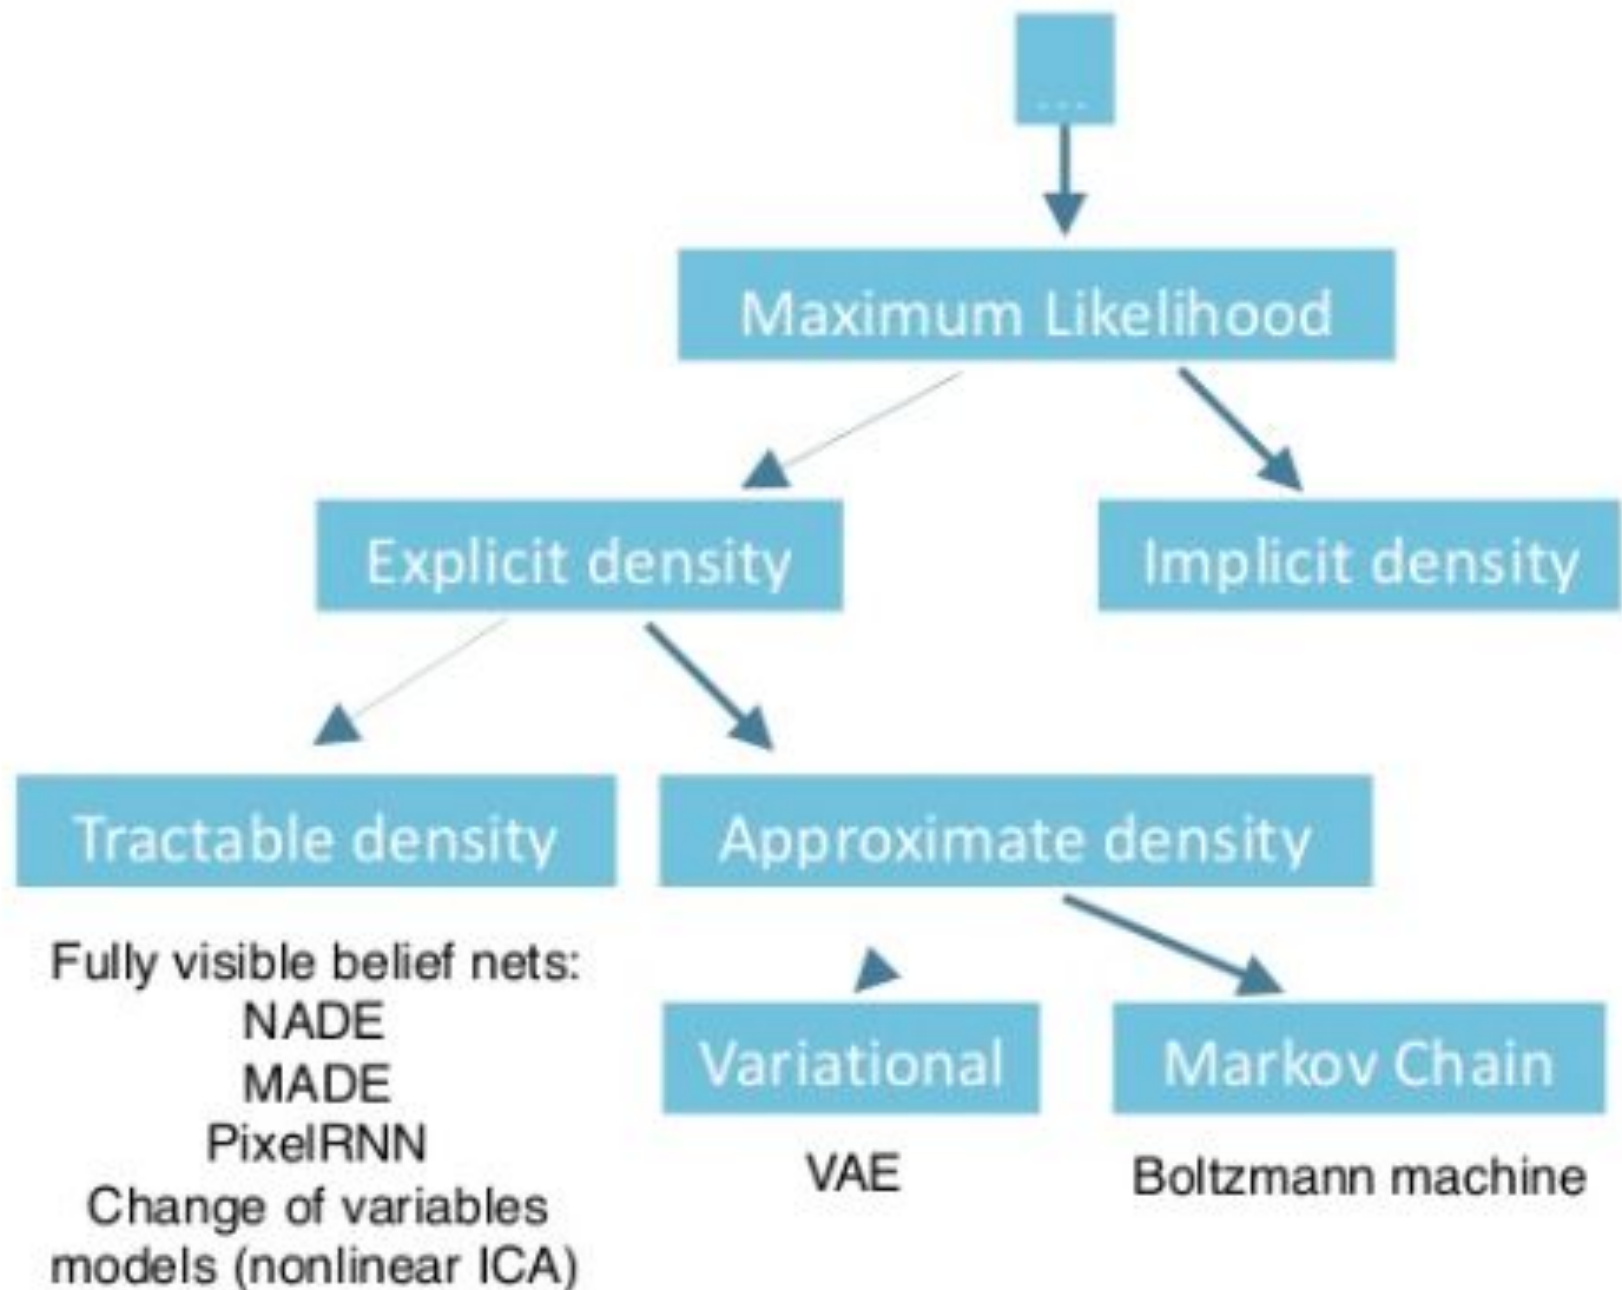 ...
Maximum Likelihood
Explicit density
Implicit density
Tractable density
Approximate density
Fully visible belief nets:
NADE
MADE
PixelRNN
Change of variables
models (nonlinear ICA)
Variational
Markov Chain
VAE
Boltzmann machine